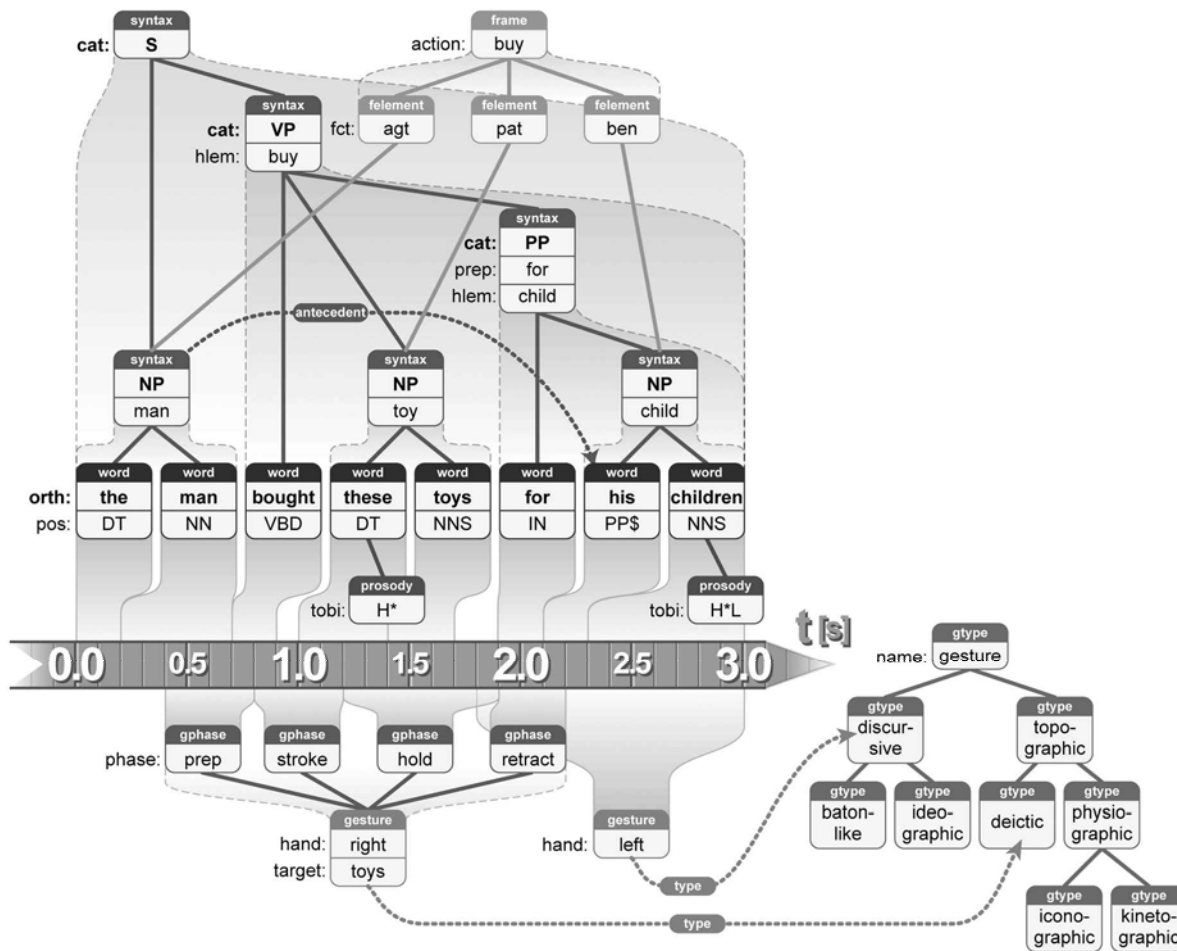 syntax frame
cat: S action: buy
syntax felement felement felement
cat: VP fct: agt pat ben
hlem: buy
syntax
cat: PP
prep: for
hlem: child
antecedent
syntax syntax syntax
NP NP NP
man toy child
word word word word word word word word
orth: the man bought these toys for his children
pos: DT NN VBD DT NNS IN PP$ NNS
prosody prosody
tobi: H* tobi: H*L
t [s]
0.0 0.5 1.0 1.5 2.0 2.5 3.0
gtype
name: gesture
gtype gtype
discur-
sive
topo-
graphic
gphase gphase gphase gphase
phase: prep stroke hold retract
gtype gtype gtype gtype
baton-
like
ideo-
graphic
deictic
physio-
graphic
gesture gesture
hand: right hand: left
target: toys
type
type
gtype gtype
icono-
graphic
kineto-
graphic